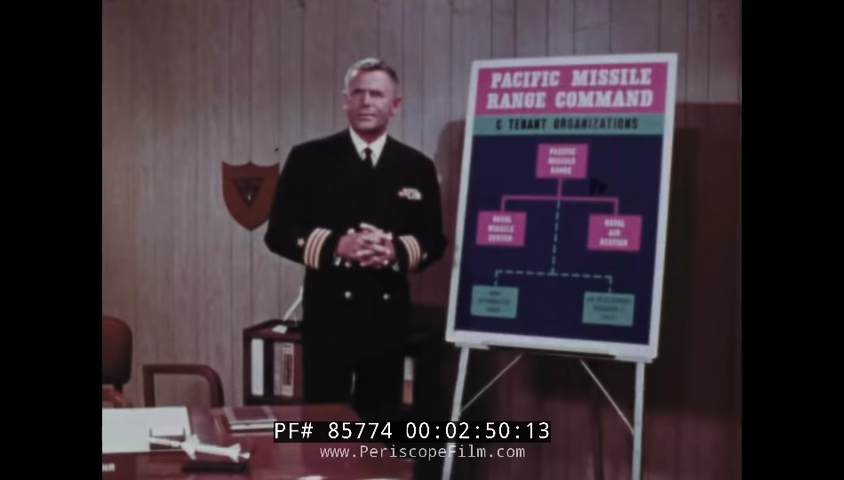 PACIFIC MISSILE
RANGE COMMAND
& TENANT ORGANIZATIONS
PACIFIC
MISSILE
RANGE
NAVAL
MISSILE
CENTER
NAVAL
AIR
STATION
PF# 85774 00:02:50:13
www.PeriscopeFilm.com